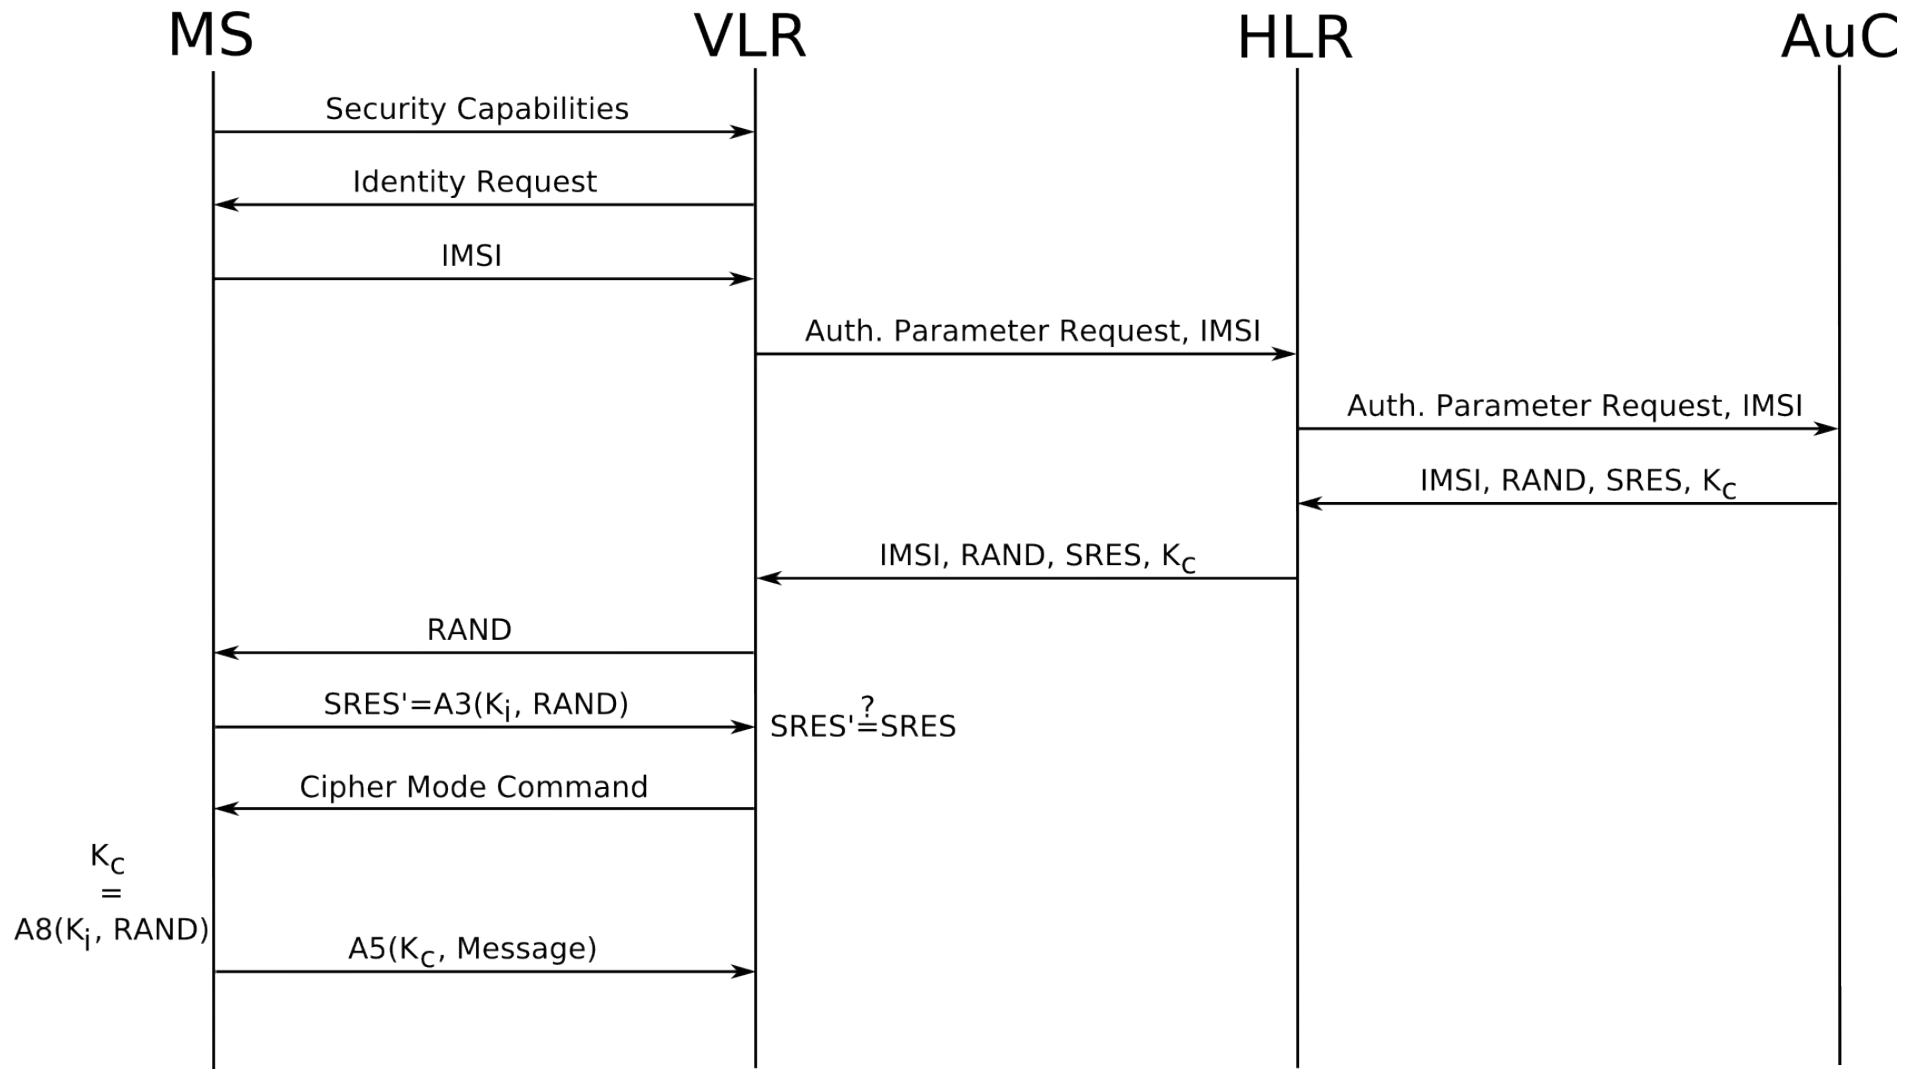 MS VLR HLR AuC
Security Capabilities
Identity Request
IMSI
Auth. Parameter Request, IMSI
Auth. Parameter Request, IMSI
IMSI, RAND, SRES, Kc
IMSI, RAND, SRES, Kc
RAND
SRES'=A3(Ki, RAND)
?
SRES'=SRES
Cipher Mode Command
Kc
=
A8(Ki, RAND)
A5(Kc, Message)